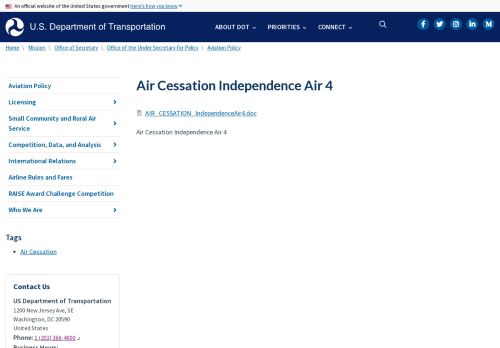 An official website of the United States government Here's how you know
U.S. Department of Transportation
ABOUT DOT
PRIORITIES
CONNECT
Home \ Mission \ Office of Secretary \ Office of the Under Secretary for Policy \ Aviation Policy
Aviation Policy
Licensing
Small Community and Rural Air
Service
Competition, Data, and Analysis
International Relations
Airline Rules and Fares
RAISE Award Challenge Competition
Who We Are
Tags
Air Cessation
Contact Us
US Department of Transportation
1200 New Jersey Ave, SE
Washington, DC 20590
United States
Phone: 1 (202) 366-4000
Business Hours:
Air Cessation Independence Air 4
AIR_CESSATION_IndependenceAir4.doc
Air Cessation Independence Air 4